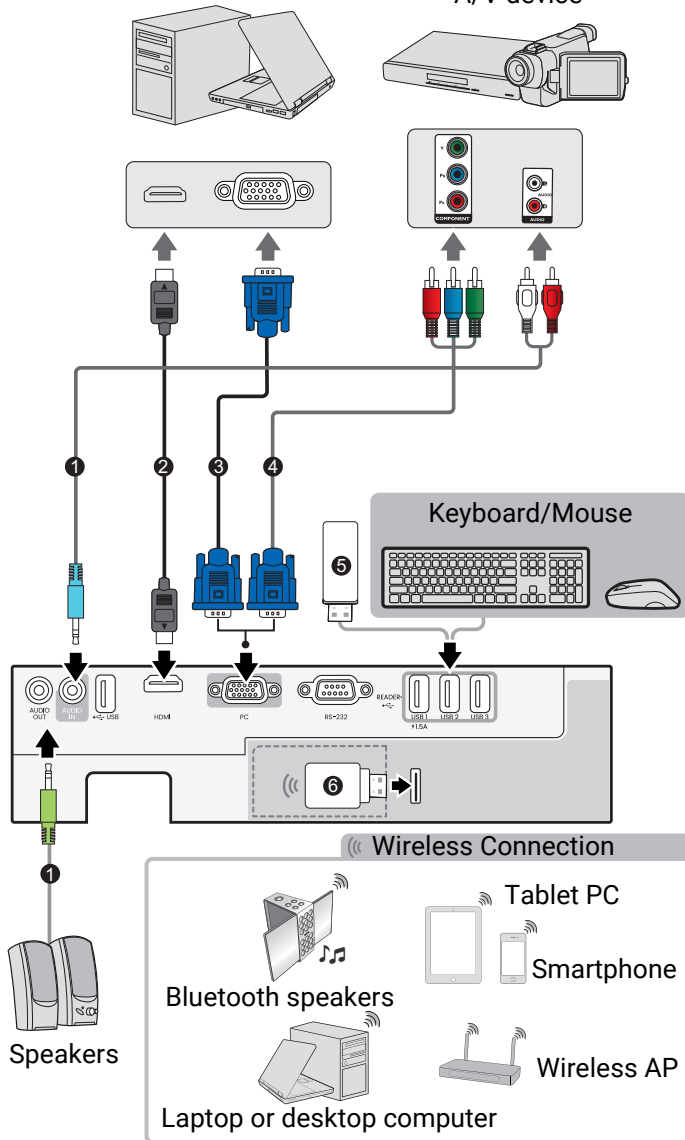 A/V device
Y
PB
PR
COMPONENT
L
AUDIO
R
AUDIO
1
2
3
4
5
Keyboard/Mouse
AUDIO
OUT
AUDIO
IN
USB
HDMI
PC
RS-232
READER
USB 1
USB 2
USB 3
1.5A
6
1
Wireless Connection
Tablet PC
Smartphone
Bluetooth speakers
Speakers
Wireless AP
Laptop or desktop computer